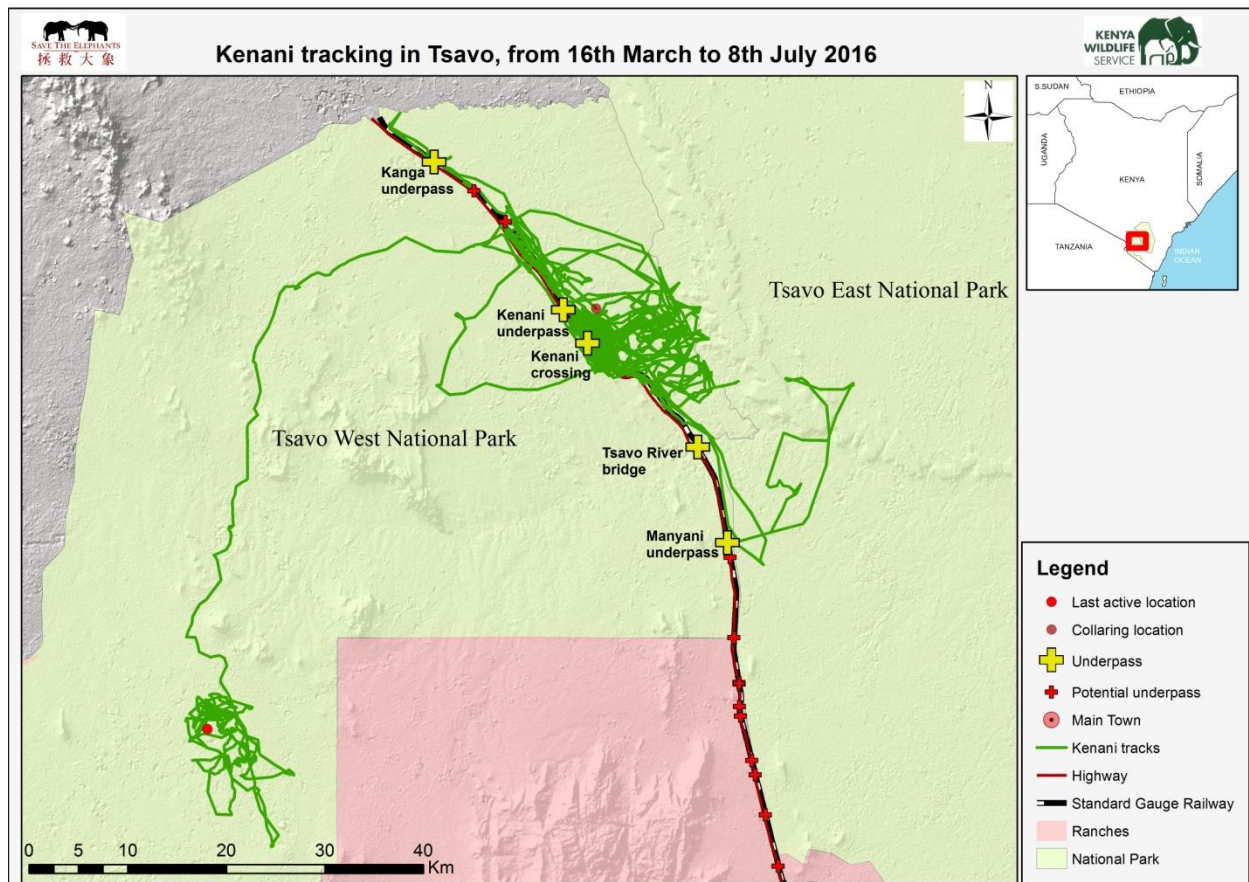 SAVE THE ELEPHANTS
拯救大象
Kenani tracking in Tsavo, from 16th March to 8th July 2016
KENYA
WILDLIFE
SERVICE
N
S.SUDAN
ETHIOPIA
UGANDA
KENYA
SOMALIA
TANZANIA
INDIAN
OCEAN
Kanga
underpass
Kenani
underpass
Kenani
crossing
Tsavo East National Park
Tsavo West National Park
Tsavo River
bridge
Manyani
underpass
0 5 10 20 30 40
Km
Legend
Last active location
Collaring location
Underpass
Potential underpass
Main Town
Kenani tracks
Highway
Standard Gauge Railway
Ranches
National Park